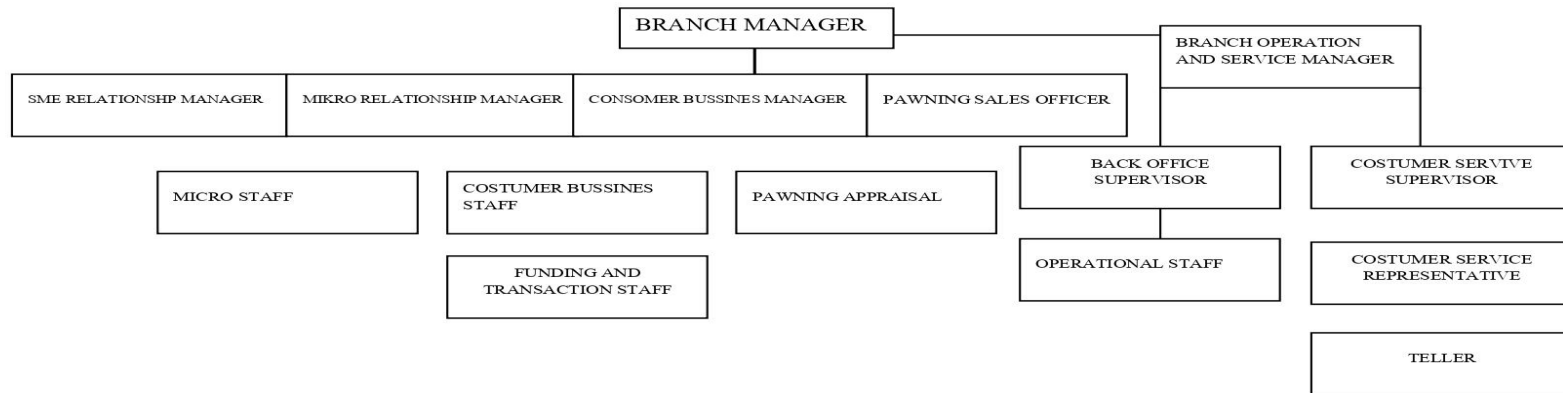 BRANCH MANAGER
BRANCH OPERATION
AND SERVICE MANAGER
SME RELATIONSHP MANAGER
MIKRO RELATIONSHIP MANAGER
CONSOMER BUSSINES MANAGER
PAWNING SALES OFFICER
BACK OFFICE
SUPERVISOR
COSTUMER SERVIVE
SUPERVISOR
MICRO STAFF
COSTUMER BUSSINES
STAFF
PAWNING APPRAISAL
OPERATIONAL STAFF
COSTUMER SERVICE
REPRESENTATIVE
FUNDING AND
TRANSACTION STAFF
TELLER